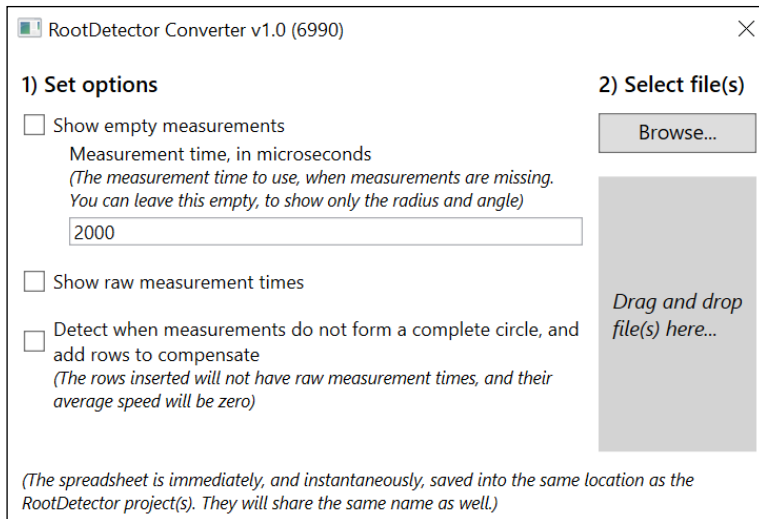 RootDetector Converter v1.0 (6990)
1) Set options
Show empty measurements
Measurement time, in microseconds
(The measurement time to use, when measurements are missing.
You can leave this empty, to show only the radius and angle)
2000
Show raw measurement times
Detect when measurements do not form a complete circle, and
add rows to compensate
(The rows inserted will not have raw measurement times, and their
average speed will be zero)
2) Select file(s)
Browse...
Drag and drop
file(s) here...
(The spreadsheet is immediately, and instantaneously, saved into the same location as the
RootDetector project(s). They will share the same name as well.)